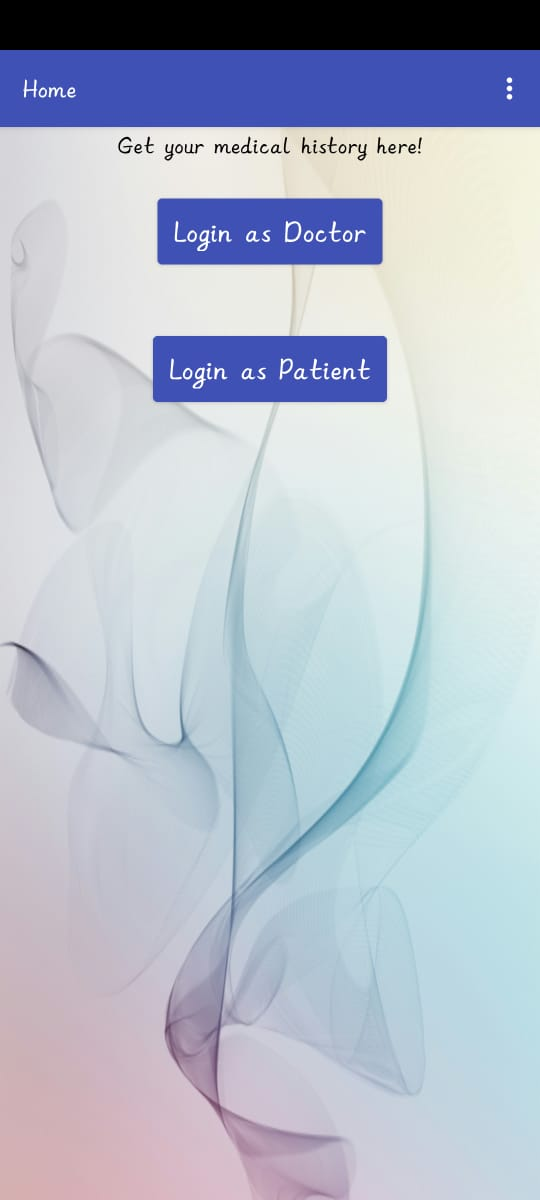 Home
Get your medical history here!
Login as Doctor
Login as Patient